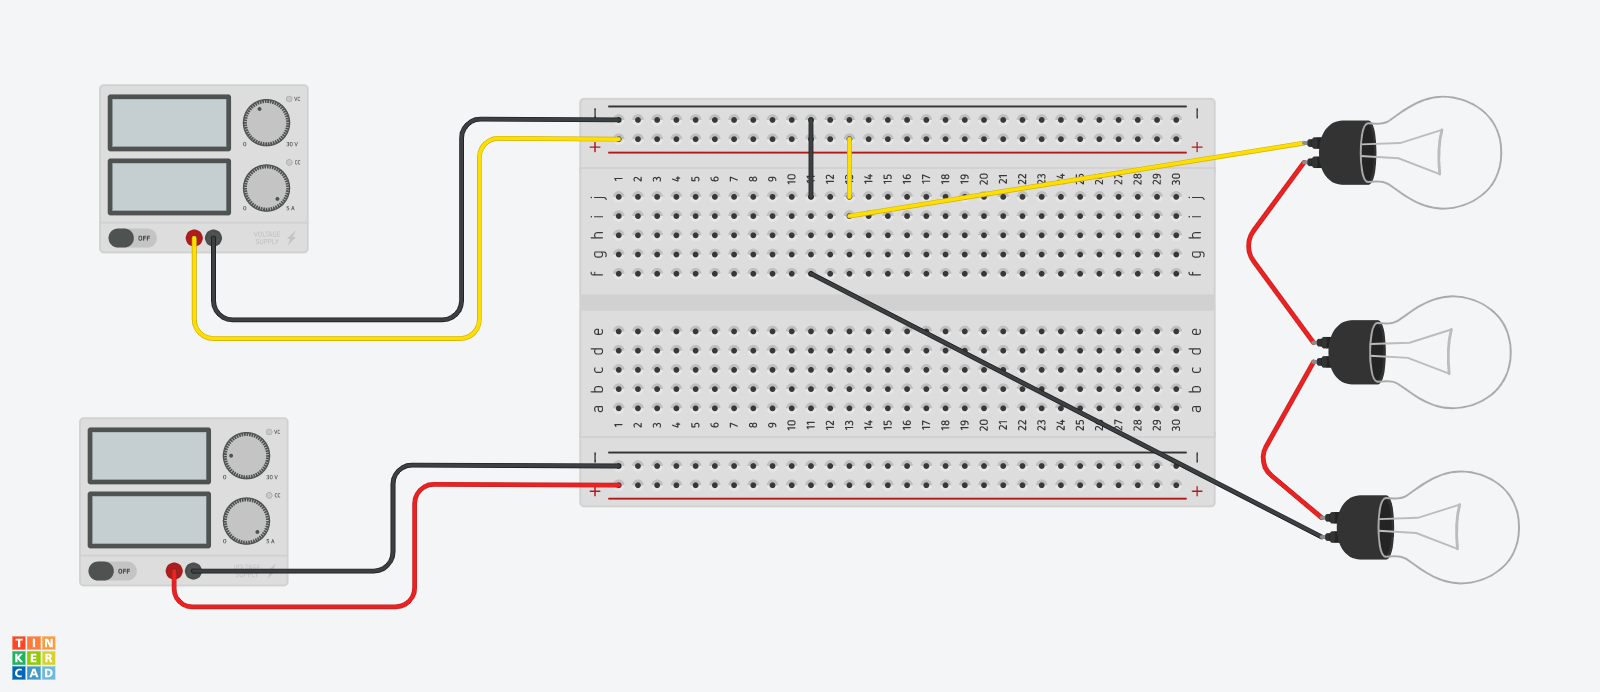 VC
0 30 V
CC
0 5 A
OFF
VOLTAGE
SUPPLY
VC
0 30 V
CC
0 5 A
OFF
VOLTAGE
SUPPLY
− −
+ +
1 2 3 4 5 6 7 8 9 10 11 12 13 14 15 16 17 18 19 20 21 22 23 24 25 26 27 28 29 30
j j
i i
h h
g g
f f
e e
d d
c c
b b
a a
1 2 3 4 5 6 7 8 9 10 11 12 13 14 15 16 17 18 19 20 21 22 23 24 25 26 27 28 29 30
− −
+ +
TIN
KER
CAD